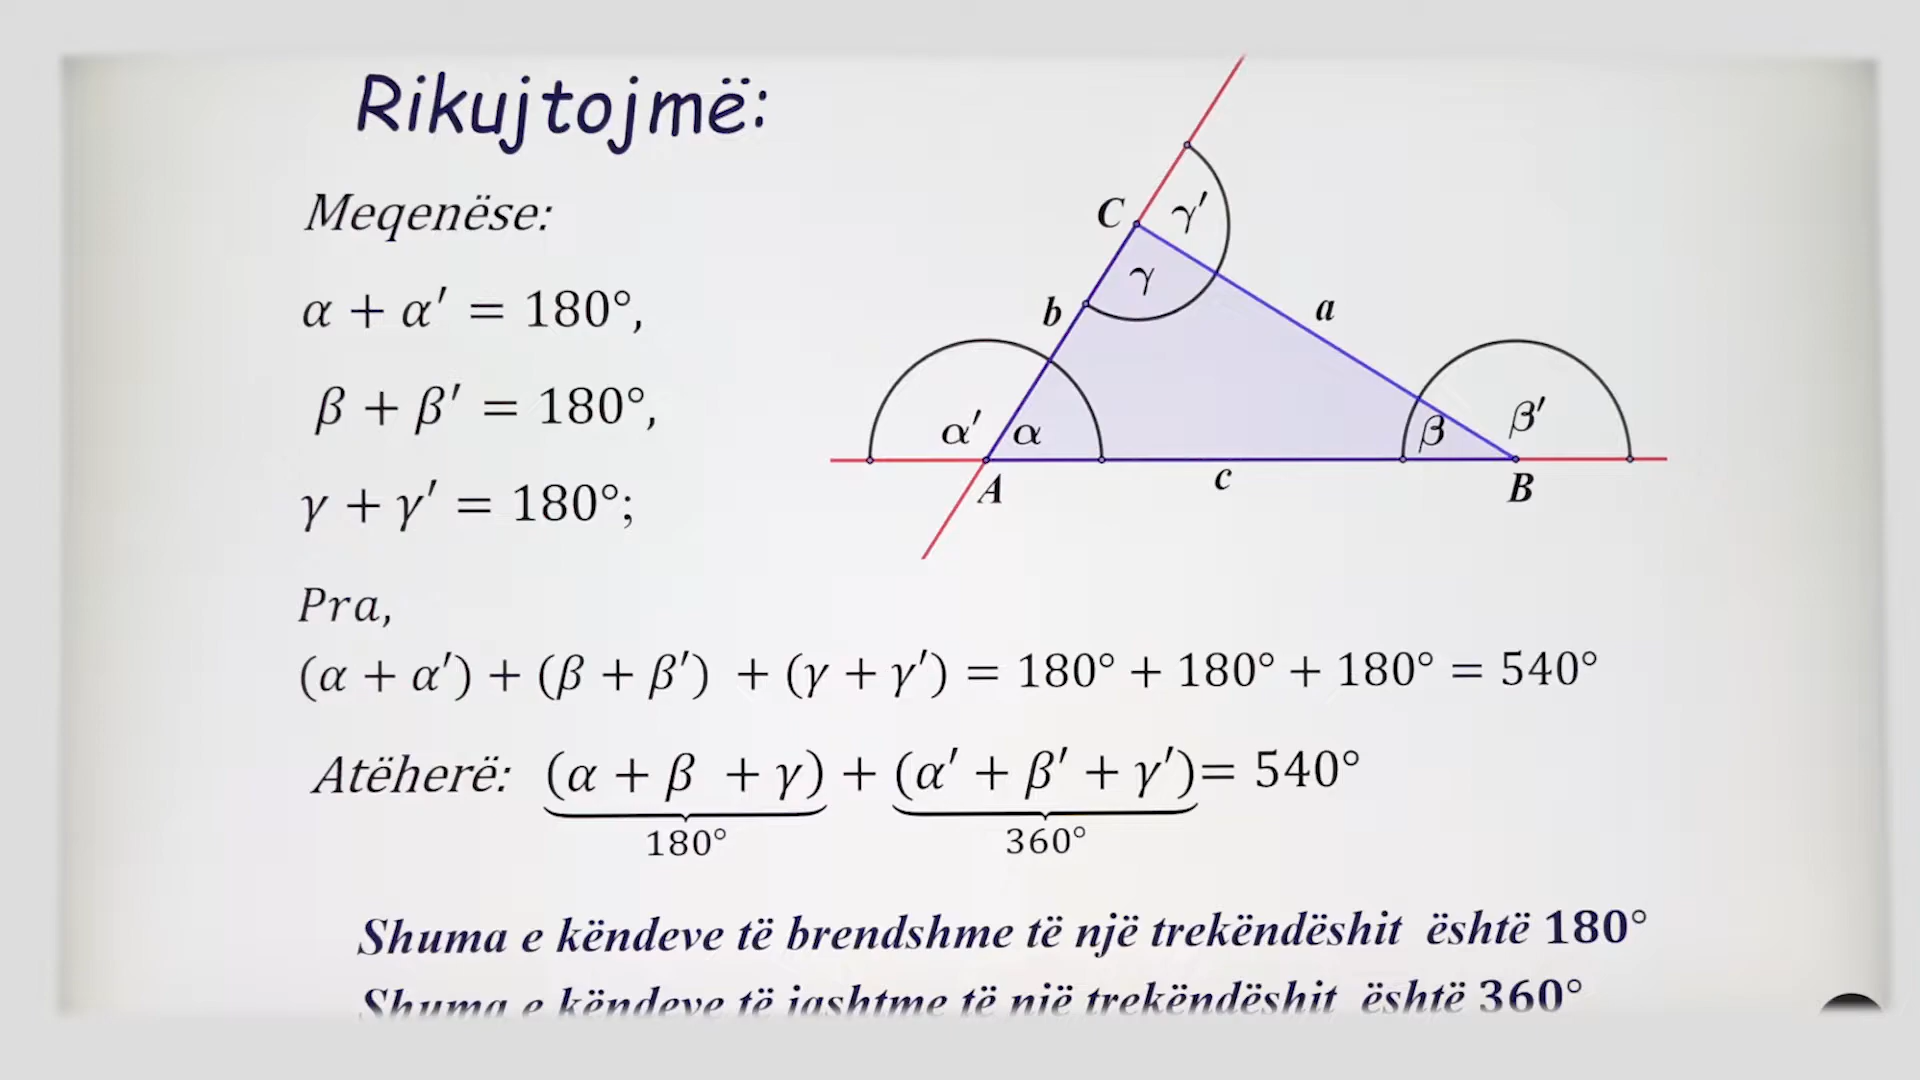 Rikujtojmë:
Meqenëse:
α + α′ = 180°,
β + β′ = 180°,
γ + γ′ = 180°;
C
γ′
γ
b
a
α′
α
β
β′
A
c
B
Pra,
(α + α′) + (β + β′) + (γ + γ′) = 180° + 180° + 180° = 540°
Atëherë: (α + β + γ) + (α′ + β′ + γ′)= 540°
180°
360°
Shuma e këndeve të brendshme të një trekëndëshit është 180°
Shuma e këndeve të jashtme të një trekëndëshit është 360°